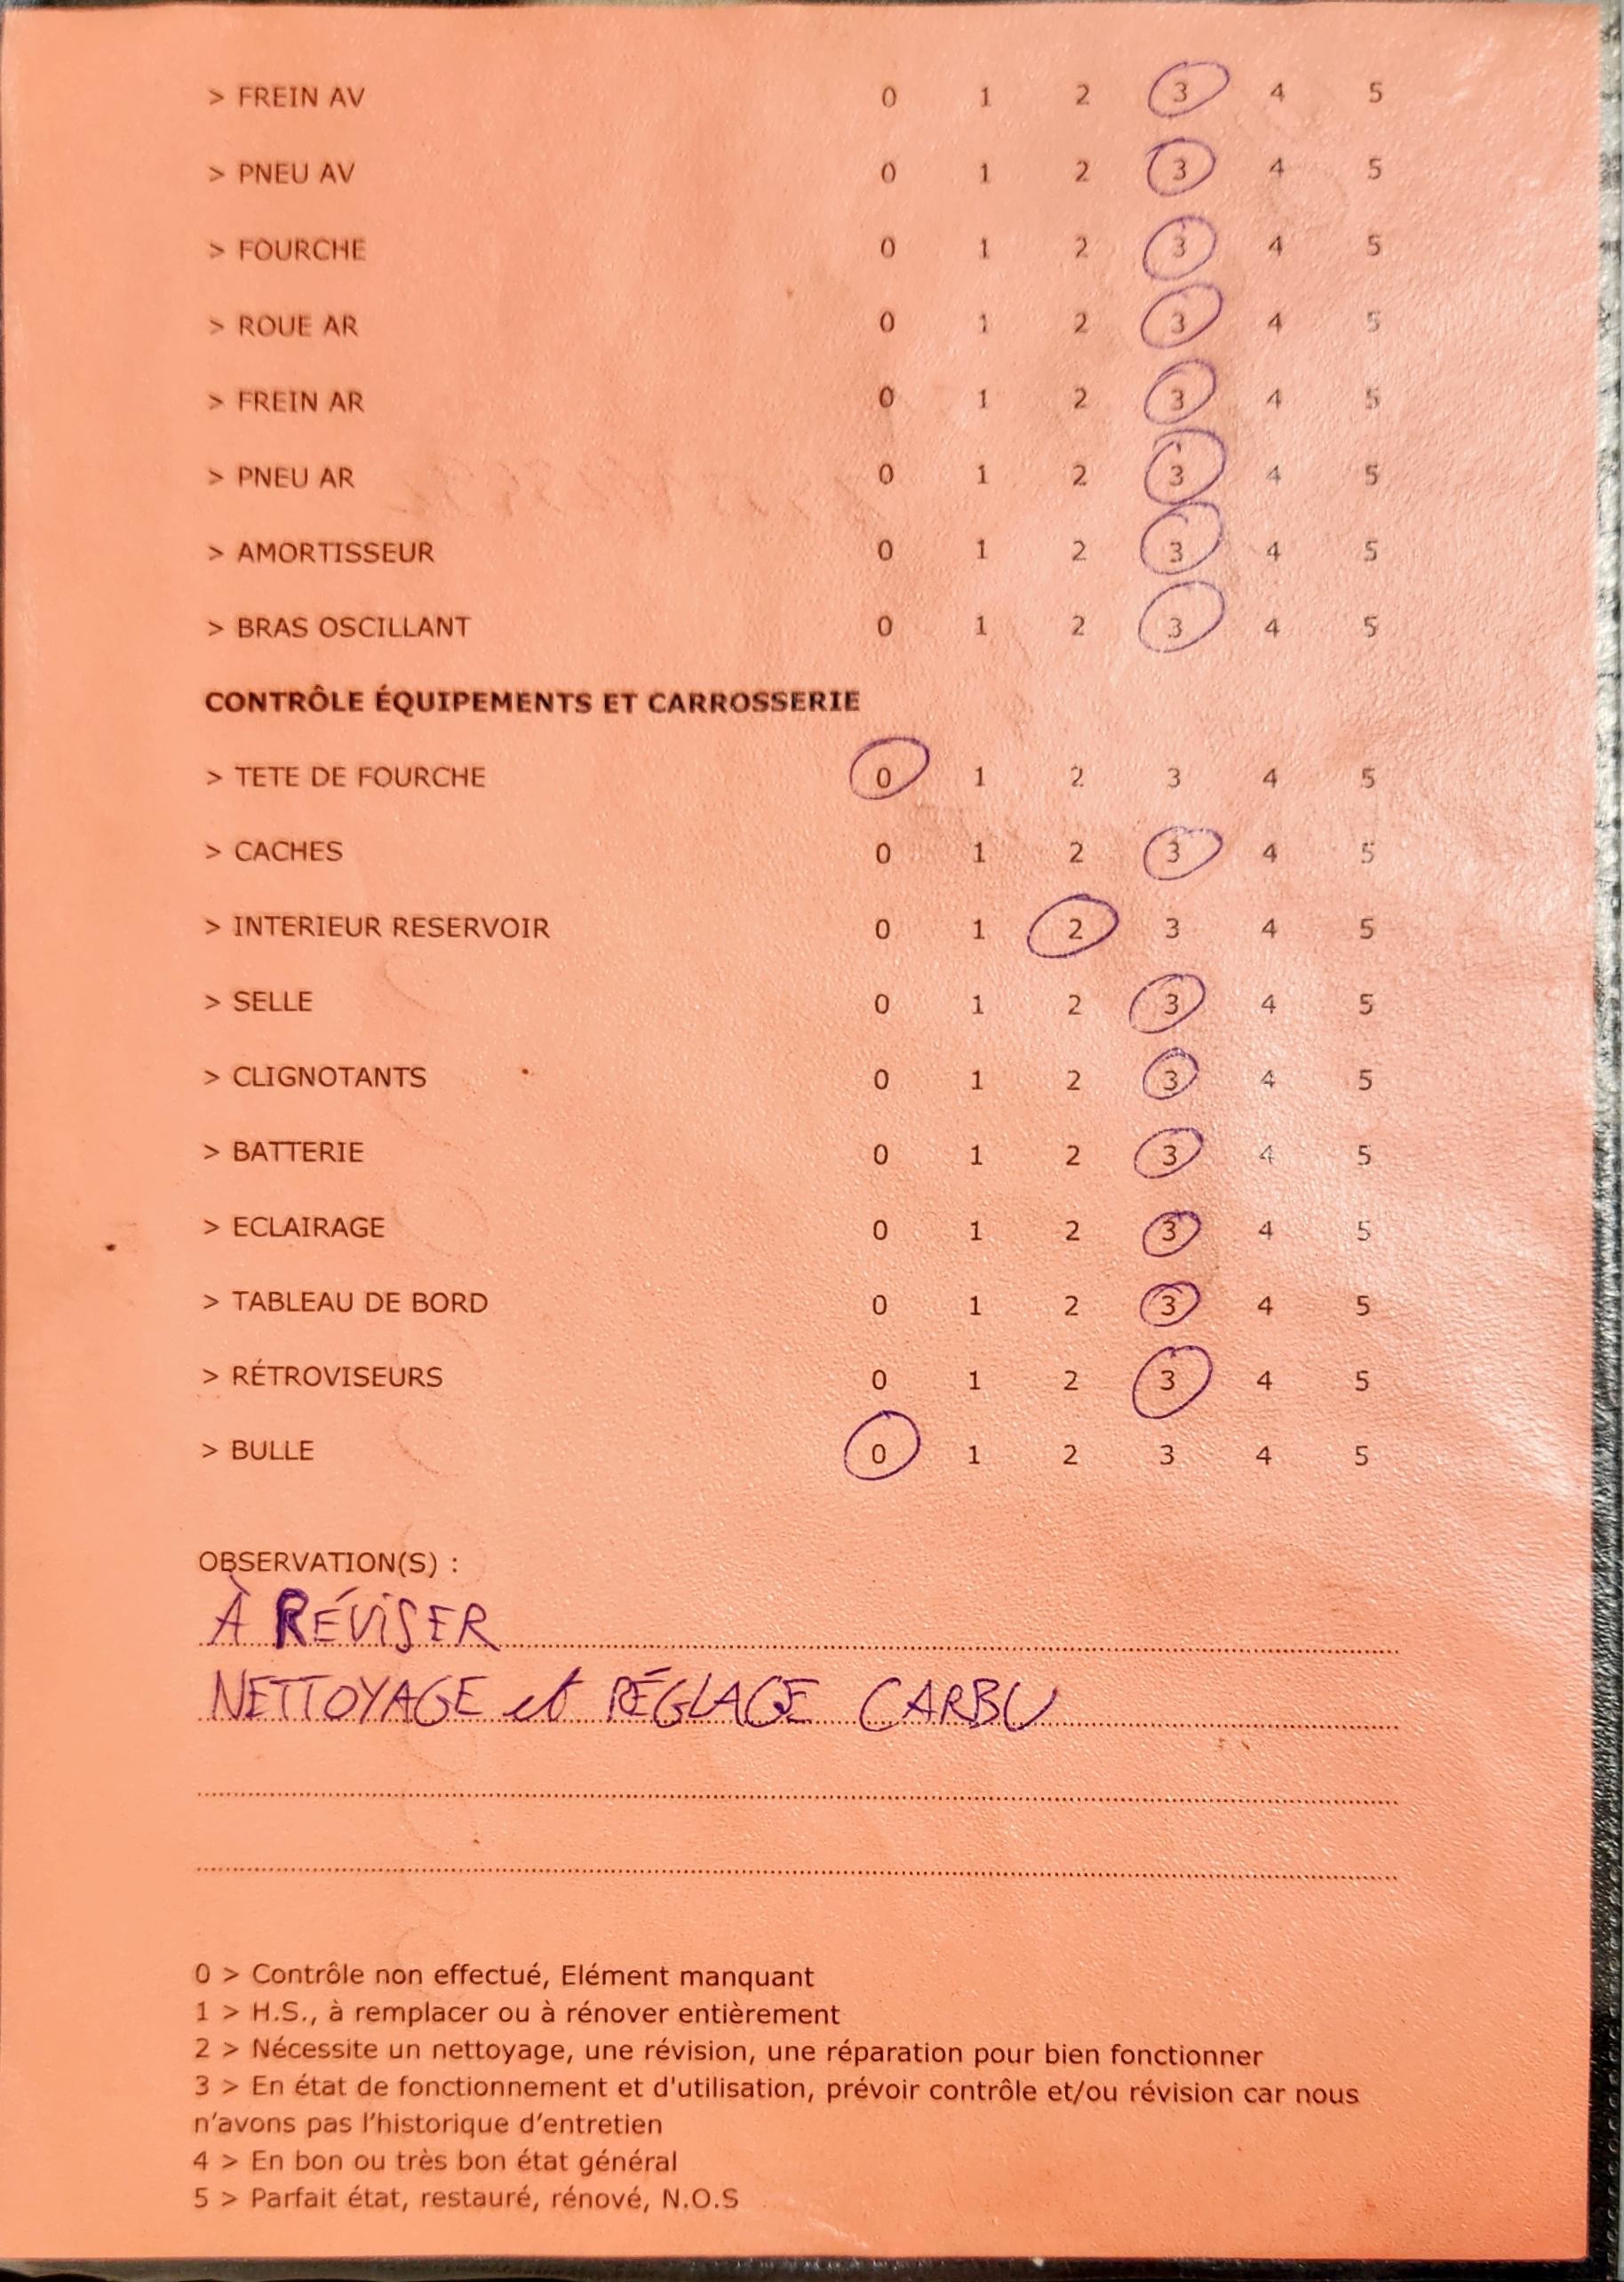 > FREIN AV 0 1 2 3 4 5
> PNEU AV 0 1 2 3 4 5
> FOURCHE 0 1 2 3 4 5
> ROUE AR 0 1 2 3 4 5
> FREIN AR 0 1 2 3 4 5
> PNEU AR 0 1 2 3 4 5
> AMORTISSEUR 0 1 2 3 4 5
> BRAS OSCILLANT 0 1 2 3 4 5
CONTRÔLE ÉQUIPEMENTS ET CARROSSERIE
> TETE DE FOURCHE 0 1 2 3 4 5
> CACHES 0 1 2 3 4 5
> INTERIEUR RESERVOIR 0 1 2 3 4 5
> SELLE 0 1 2 3 4 5
> CLIGNOTANTS 0 1 2 3 4 5
> BATTERIE 0 1 2 3 4 5
> ECLAIRAGE 0 1 2 3 4 5
> TABLEAU DE BORD 0 1 2 3 4 5
> RÉTROVISEURS 0 1 2 3 4 5
> BULLE 0 1 2 3 4 5
OBSERVATION(S) :
À RÉVISER
NETTOYAGE et RÉGLAGE CARBU
0 > Contrôle non effectué, Elément manquant
1 > H.S., à remplacer ou à rénover entièrement
2 > Nécessite un nettoyage, une révision, une réparation pour bien fonctionner
3 > En état de fonctionnement et d'utilisation, prévoir contrôle et/ou révision car nous
n'avons pas l'historique d'entretien
4 > En bon ou très bon état général
5 > Parfait état, restauré, rénové, N.O.S